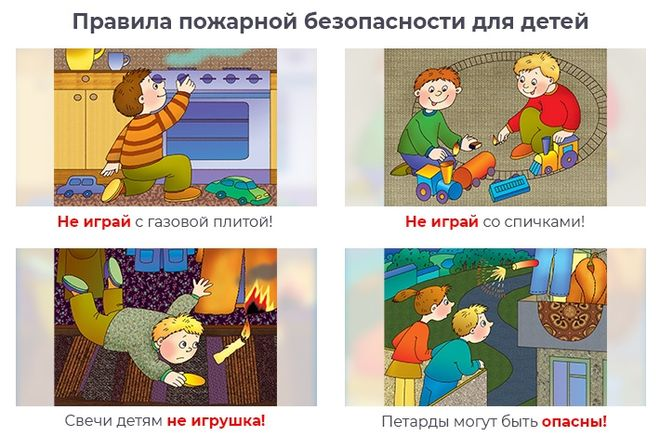 Правила пожарной безопасности для детей
Не играй с газовой плитой!
Не играй со спичками!
Свечи детям не игрушка!
Петарды могут быть опасны!